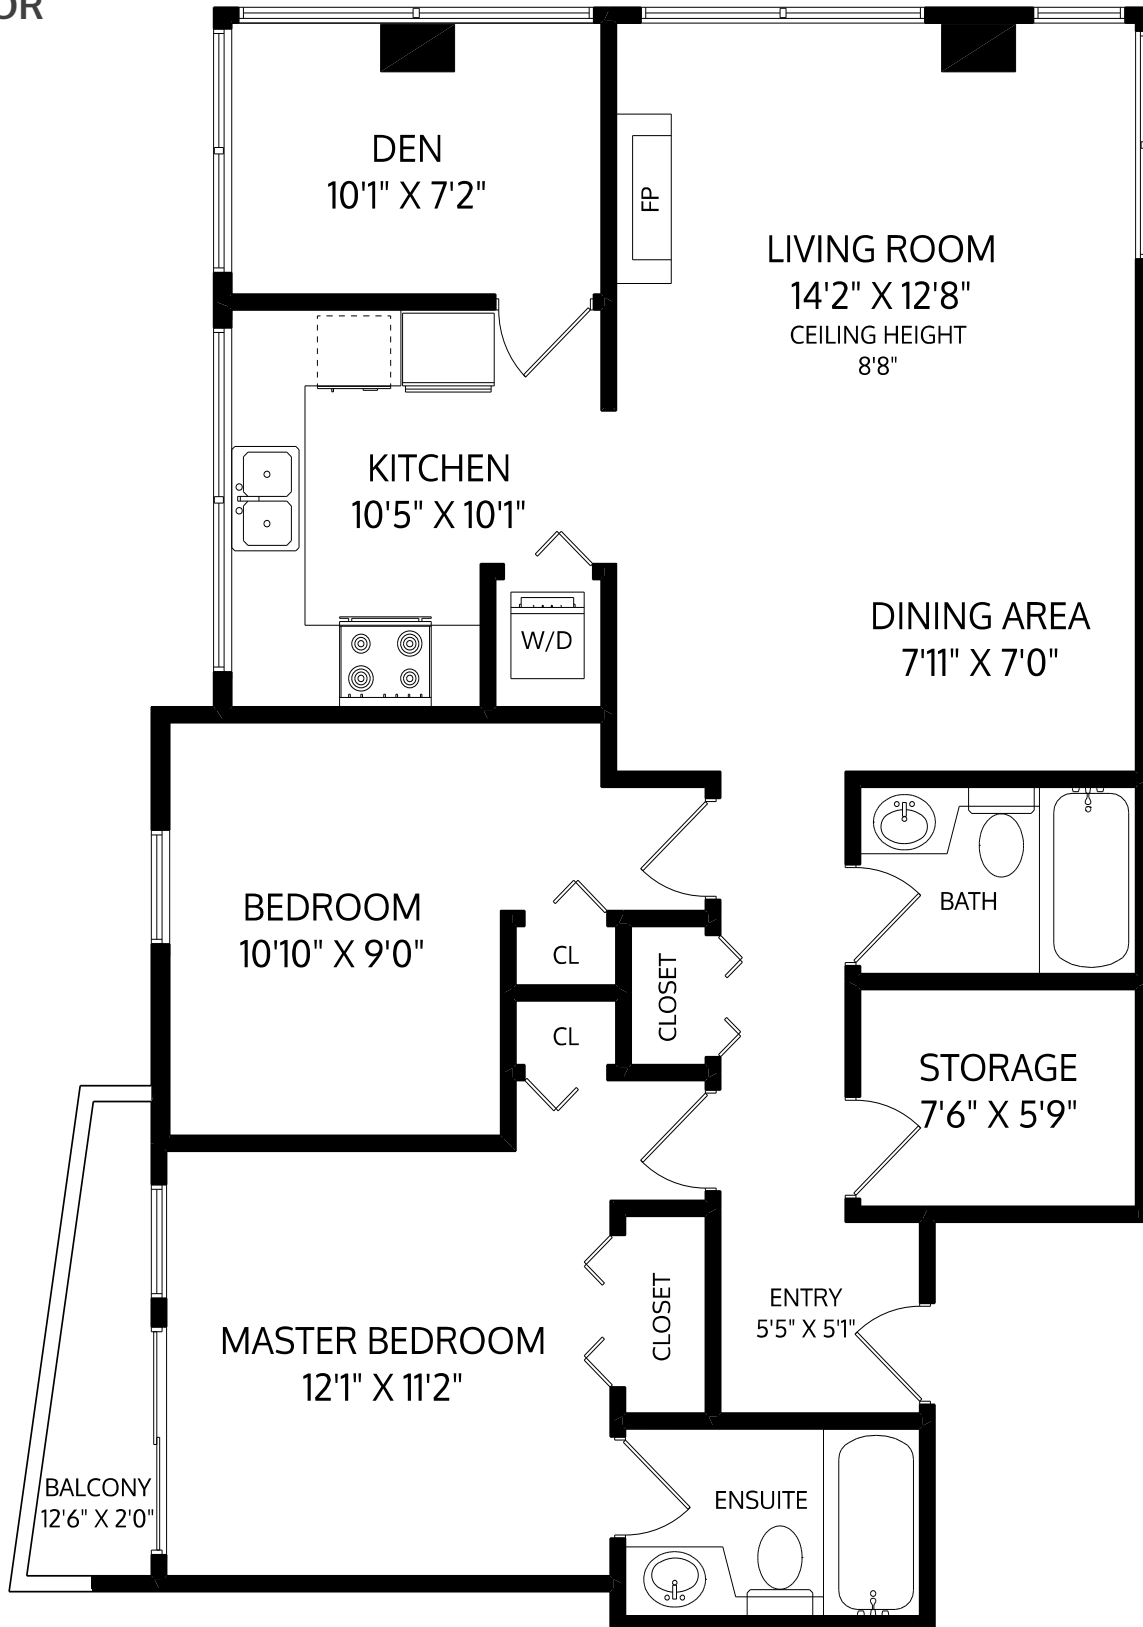 OR
DEN
10'1" X 7'2"
FP
LIVING ROOM
14'2" X 12'8"
CEILING HEIGHT
8'8"
KITCHEN
10'5" X 10'1"
W/D
DINING AREA
7'11" X 7'0"
BEDROOM
10'10" X 9'0"
CL
CLOSET
BATH
CL
STORAGE
7'6" X 5'9"
MASTER BEDROOM
12'1" X 11'2"
CLOSET
ENTRY
5'5" X 5'1"
BALCONY
12'6" X 2'0"
ENSUITE